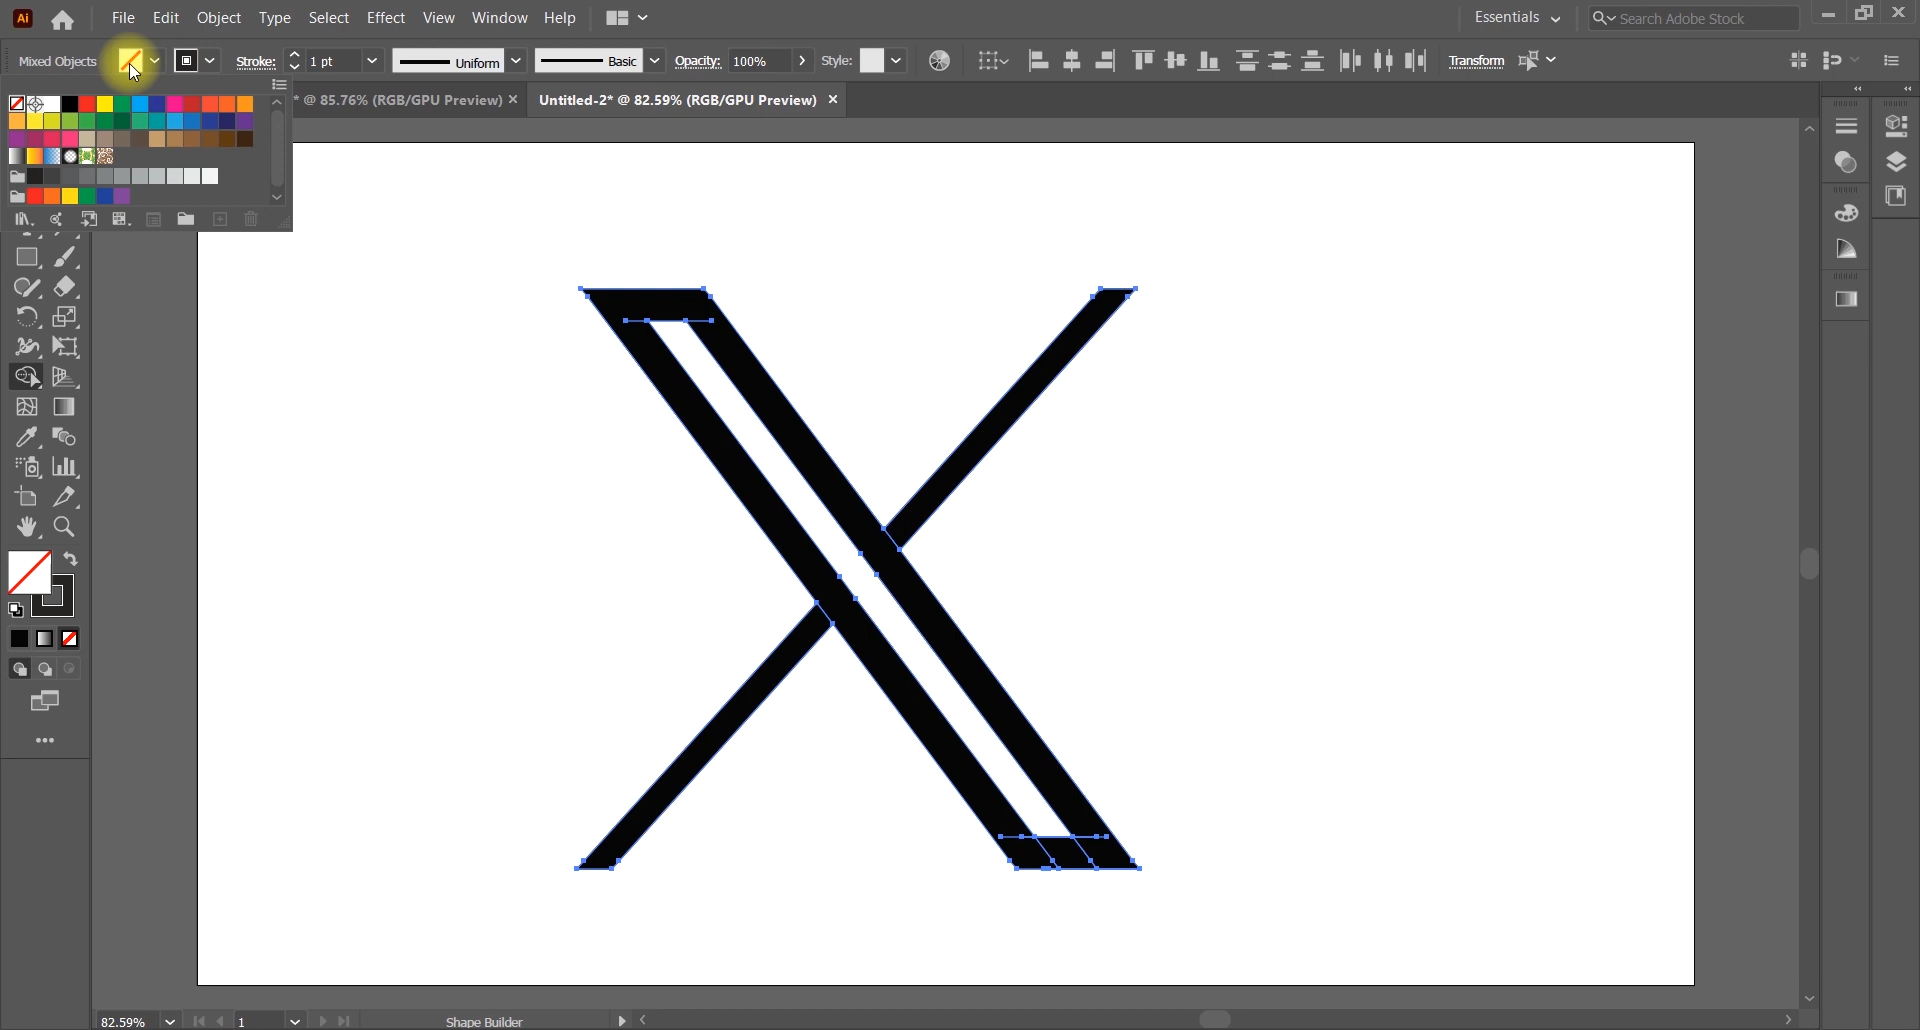 Ai File Edit Object Type Select Effect View Window Help Essentials Search Adobe Stock
Mixed Objects Stroke: 1 pt Uniform Basic Opacity: 100% Style: Transform
* @ 85.76% (RGB/GPU Preview) × Untitled-2* @ 82.59% (RGB/GPU Preview) ×
82.59% 1 Shape Builder